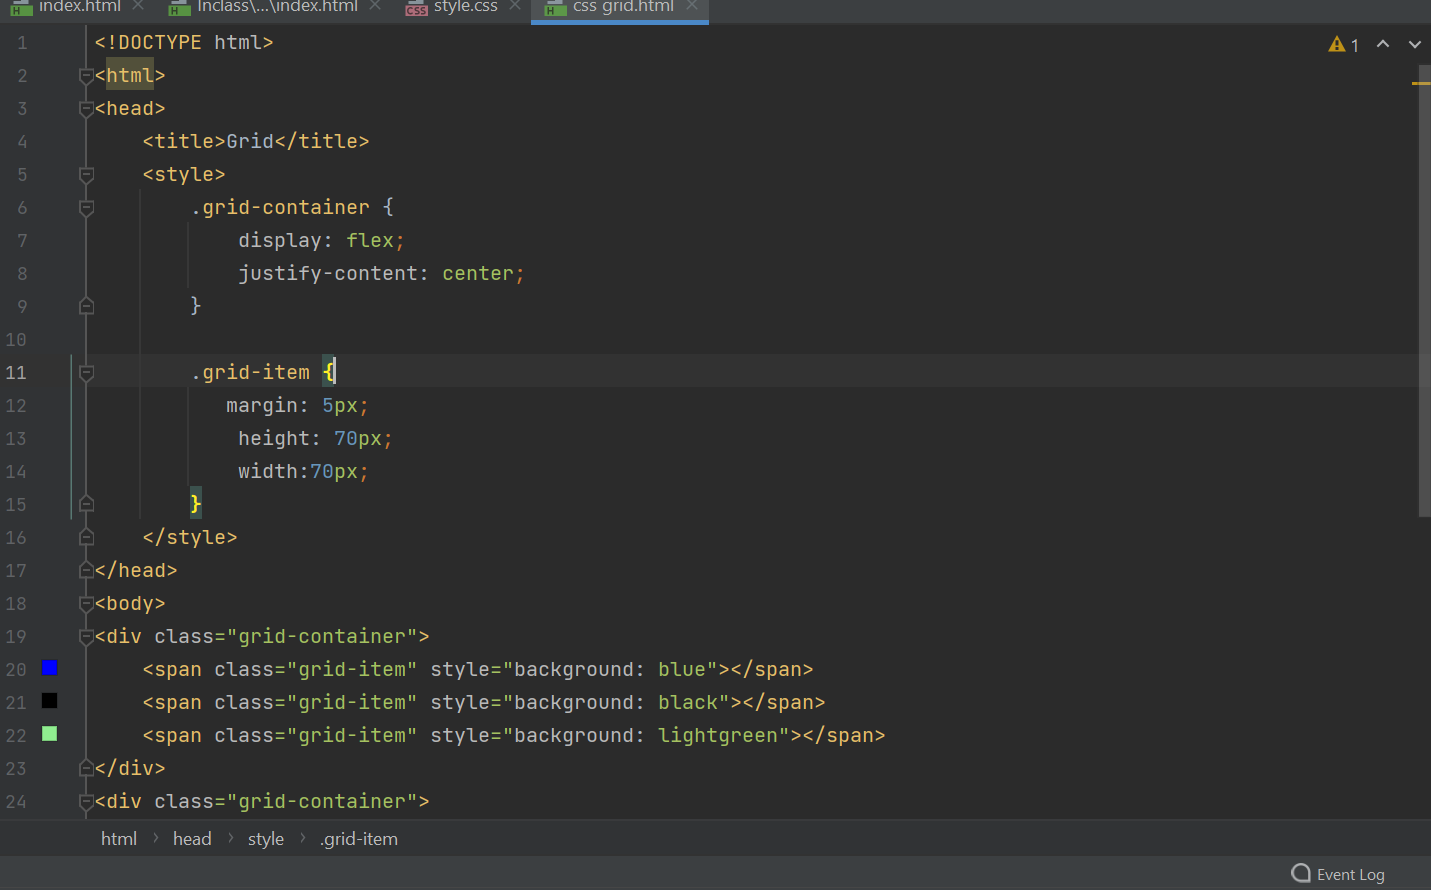 index.html
Inclass\...\index.html
style.css
css grid.html
1 <!DOCTYPE html>
2 <html>
3 <head>
4     <title>Grid</title>
5     <style>
6         .grid-container {
7             display: flex;
8             justify-content: center;
9         }
10
11         .grid-item {
12            margin: 5px;
13             height: 70px;
14             width:70px;
15         }
16     </style>
17 </head>
18 <body>
19 <div class="grid-container">
20     <span class="grid-item" style="background: blue"></span>
21     <span class="grid-item" style="background: black"></span>
22     <span class="grid-item" style="background: lightgreen"></span>
23 </div>
24 <div class="grid-container">
1
html › head › style › .grid-item
Event Log